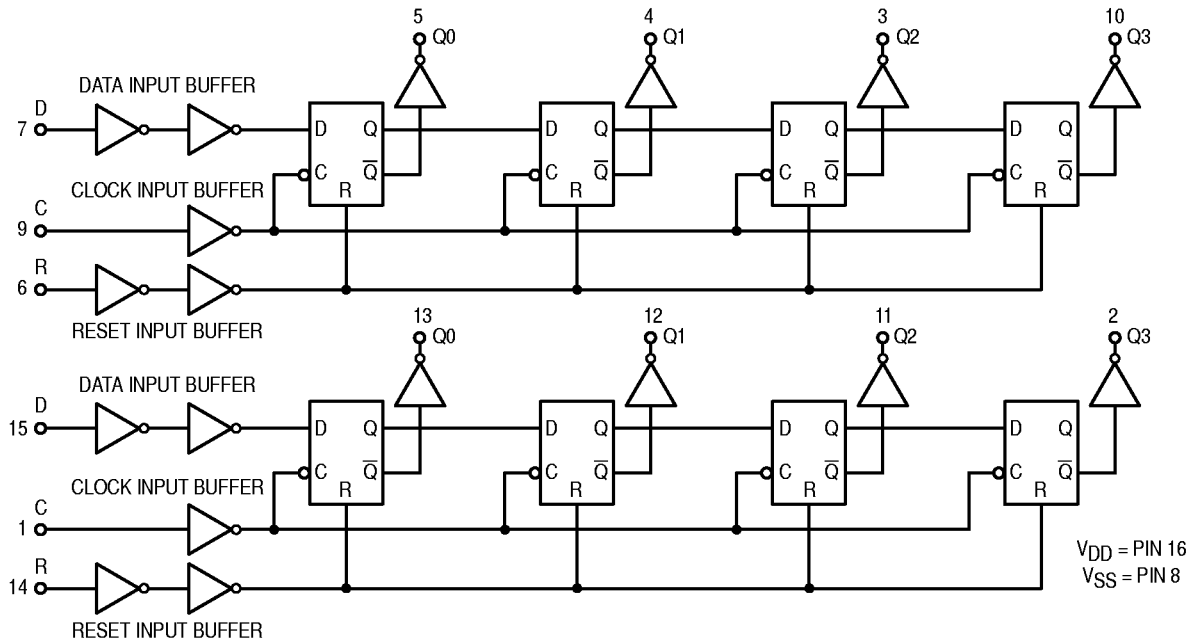 5 4 3 10
Q0 Q1 Q2 Q3
DATA INPUT BUFFER
D
7
D Q D Q D Q D Q
C Q̅ C Q̅ C Q̅ C Q̅
R R R R
CLOCK INPUT BUFFER
C
9
R
6
RESET INPUT BUFFER
13 12 11 2
Q0 Q1 Q2 Q3
DATA INPUT BUFFER
D
15
D Q D Q D Q D Q
C Q̅ C Q̅ C Q̅ C Q̅
R R R R
CLOCK INPUT BUFFER
C
1
R
14
RESET INPUT BUFFER
VDD = PIN 16
VSS = PIN 8